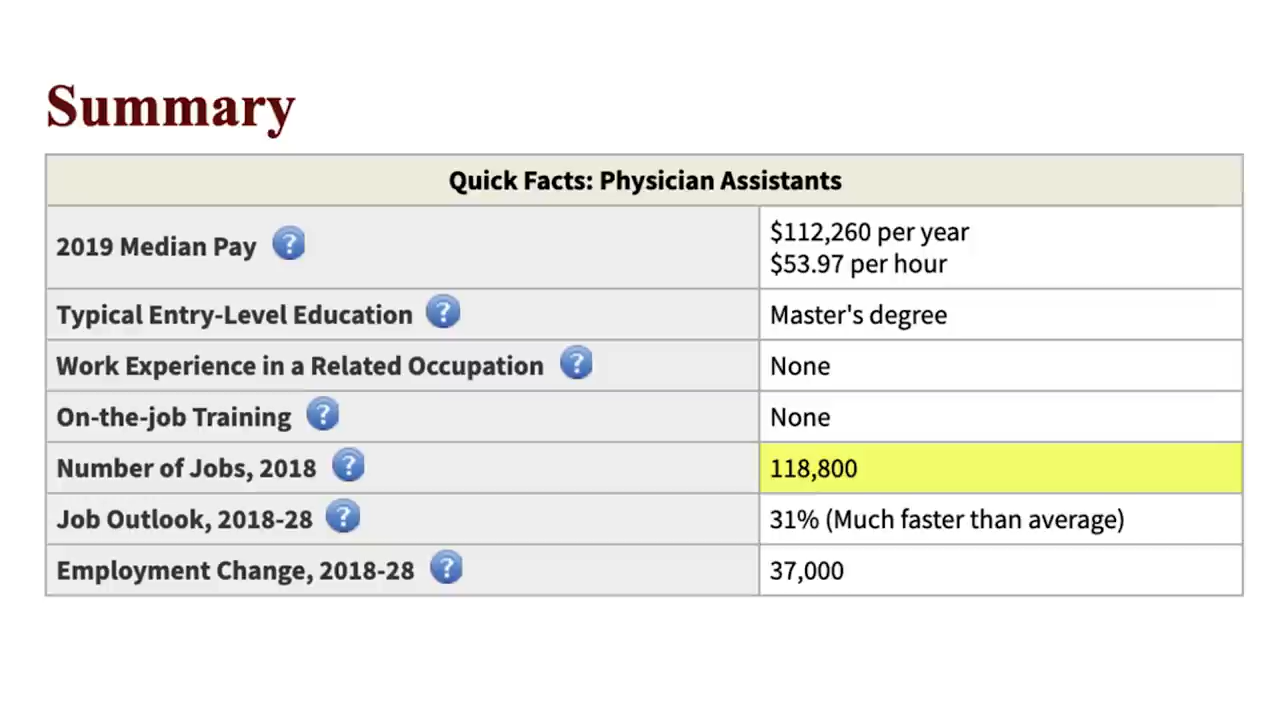 Summary
Quick Facts: Physician Assistants
2019 Median Pay ?
$112,260 per year
$53.97 per hour
Typical Entry-Level Education ?
Master's degree
Work Experience in a Related Occupation ?
None
On-the-job Training ?
None
Number of Jobs, 2018 ?
118,800
Job Outlook, 2018-28 ?
31% (Much faster than average)
Employment Change, 2018-28 ?
37,000